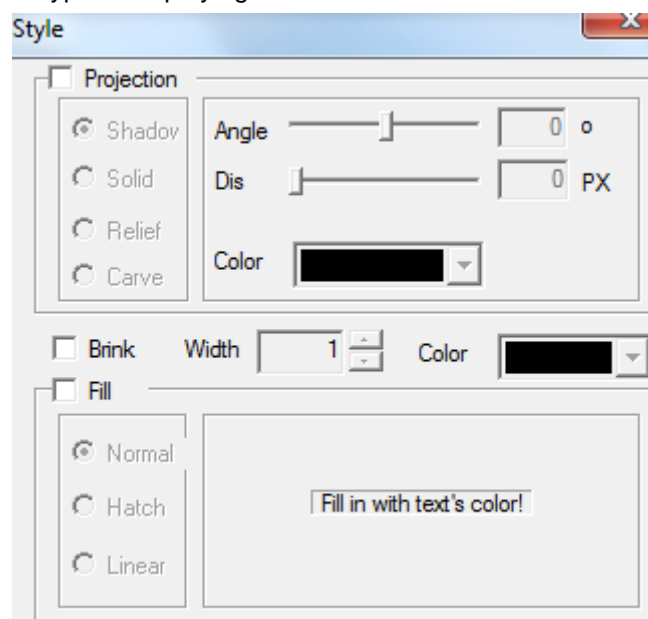 Style
Projection
Shadov
Angle 0 o
Solid
Dis 0 PX
Relief
Color
Carve
Brink Width 1 Color
Fill
Normal
Hatch
Fill in with text's color!
Linear